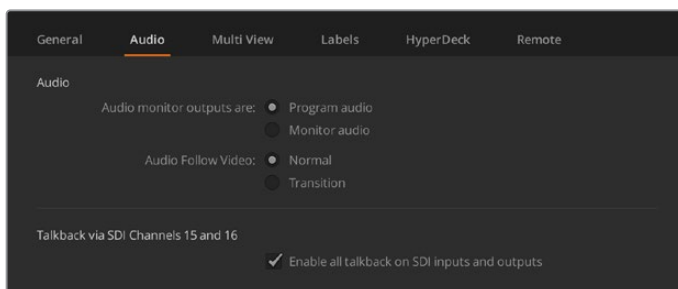 General Audio Multi View Labels HyperDeck Remote
Audio
Audio monitor outputs are: Program audio
Monitor audio
Audio Follow Video: Normal
Transition
Talkback via SDI Channels 15 and 16
Enable all talkback on SDI inputs and outputs